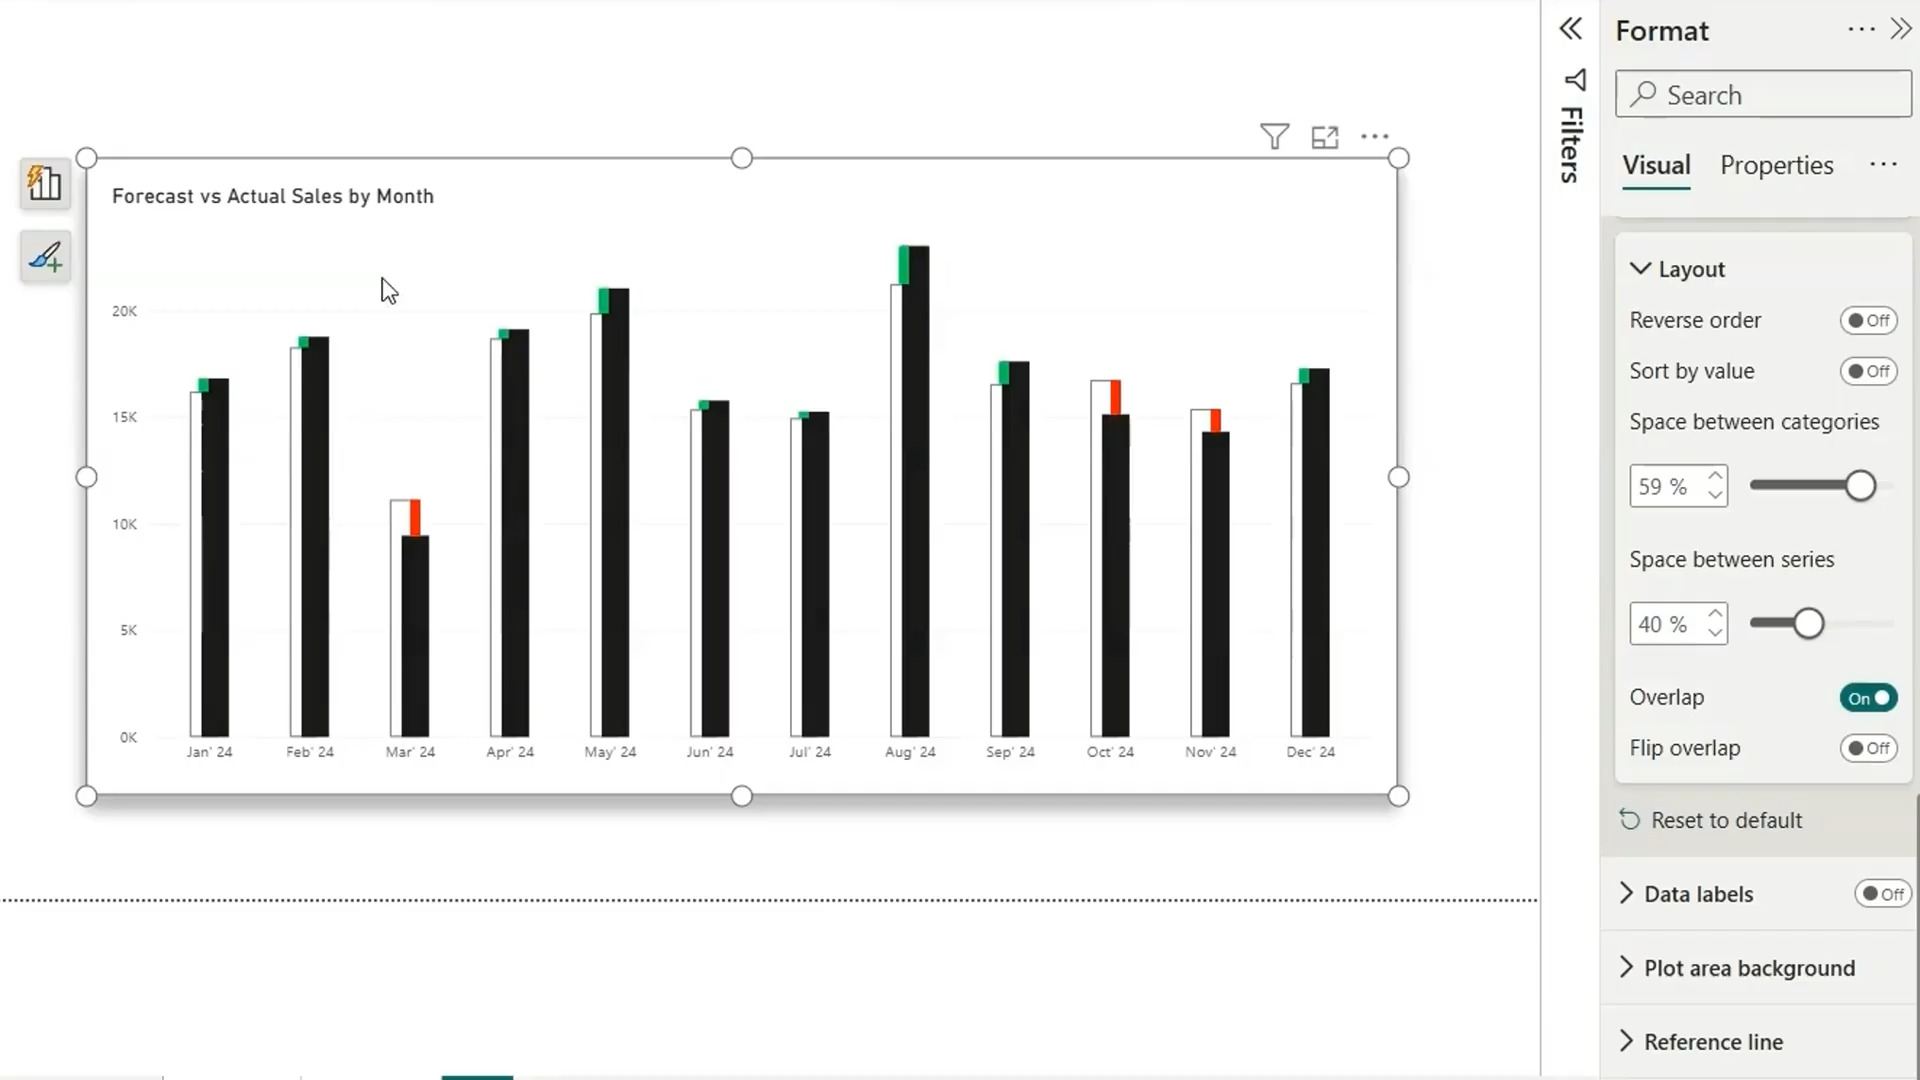 Forecast vs Actual Sales by Month
20K
15K
10K
5K
0K
Jan' 24 Feb' 24 Mar' 24 Apr' 24 May' 24 Jun' 24 Jul' 24 Aug' 24 Sep' 24 Oct' 24 Nov' 24 Dec' 24
Filters
Format
Search
Visual Properties
Layout
Reverse order Off
Sort by value Off
Space between categories
59 %
Space between series
40 %
Overlap On
Flip overlap Off
Reset to default
Data labels Off
Plot area background
Reference line